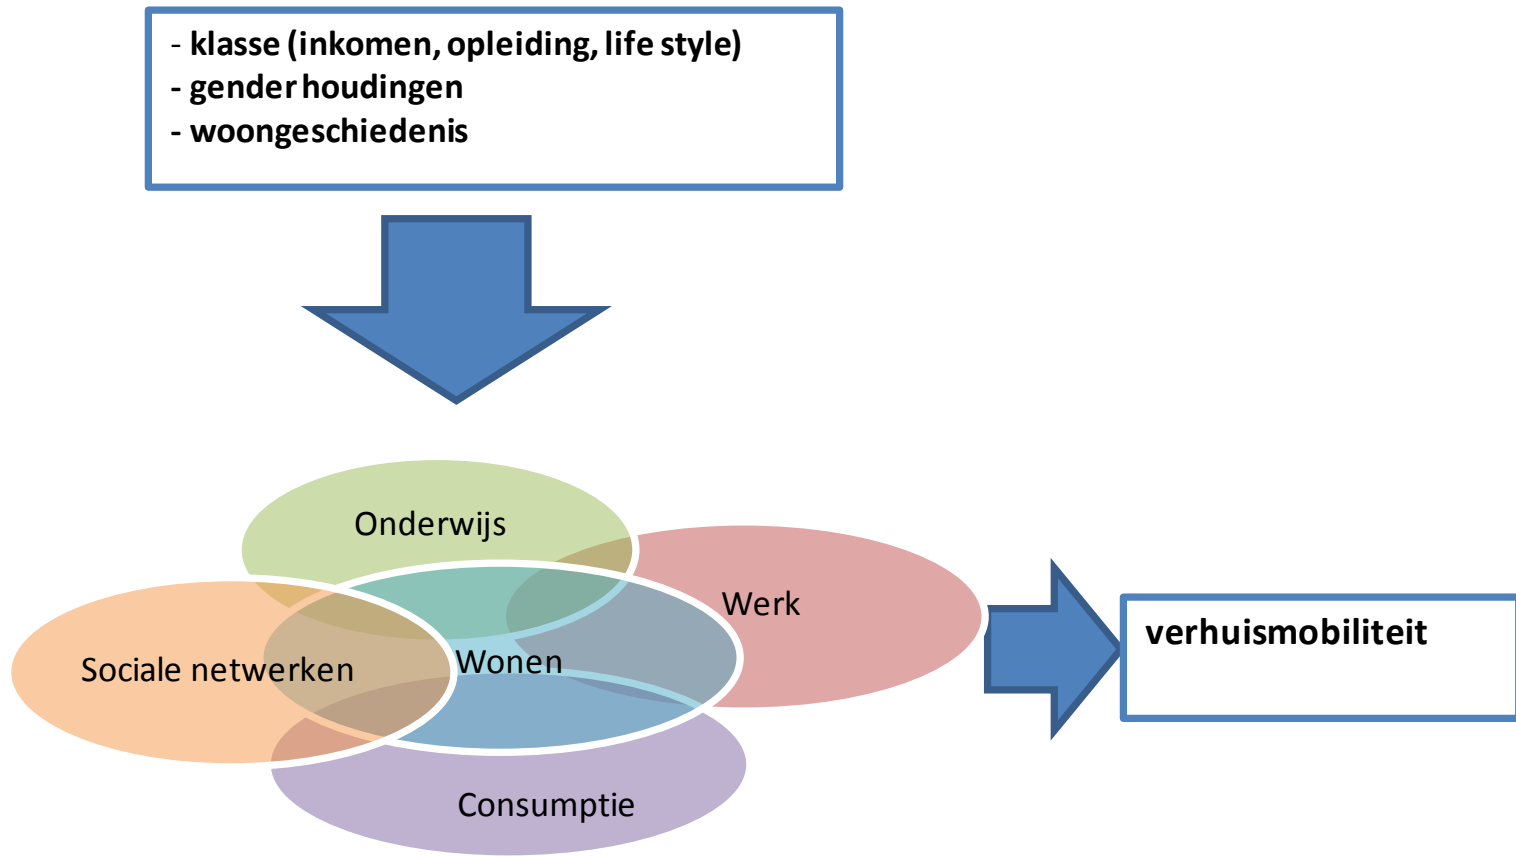 - klasse (inkomen, opleiding, life style)
- gender houdingen
- woongeschiedenis
Onderwijs
Werk
verhuismobiliteit
Sociale netwerken
Wonen
Consumptie